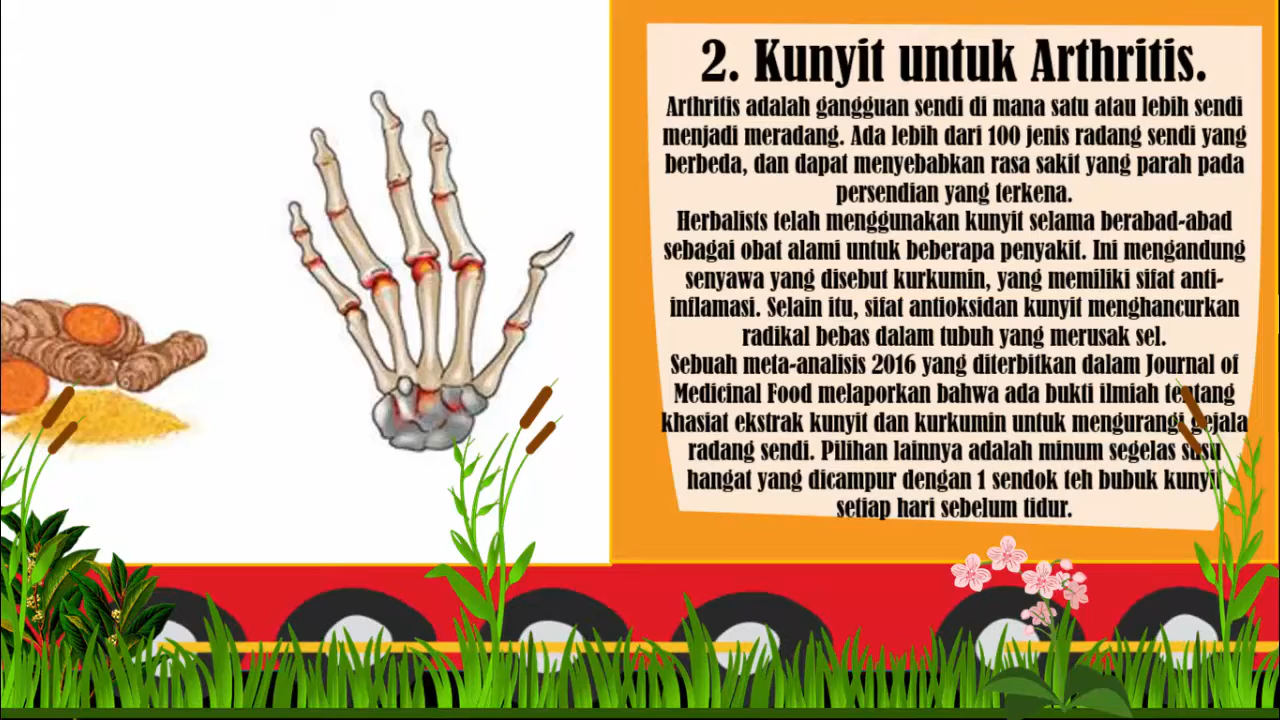 2. Kunyit untuk Arthritis.
Arthritis adalah gangguan sendi di mana satu atau lebih sendi
menjadi meradang. Ada lebih dari 100 jenis radang sendi yang
berbeda, dan dapat menyebabkan rasa sakit yang parah pada
persendian yang terkena.
Herbalists telah menggunakan kunyit selama berabad-abad
sebagai obat alami untuk beberapa penyakit. Ini mengandung
senyawa yang disebut kurkumin, yang memiliki sifat anti-
inflamasi. Selain itu, sifat antioksidan kunyit menghancurkan
radikal bebas dalam tubuh yang merusak sel.
Sebuah meta-analisis 2016 yang diterbitkan dalam Journal of
Medicinal Food melaporkan bahwa ada bukti ilmiah tentang
khasiat ekstrak kunyit dan kurkumin untuk mengurangi gejala
radang sendi. Pilihan lainnya adalah minum segelas susu
hangat yang dicampur dengan 1 sendok teh bubuk kunyit
setiap hari sebelum tidur.